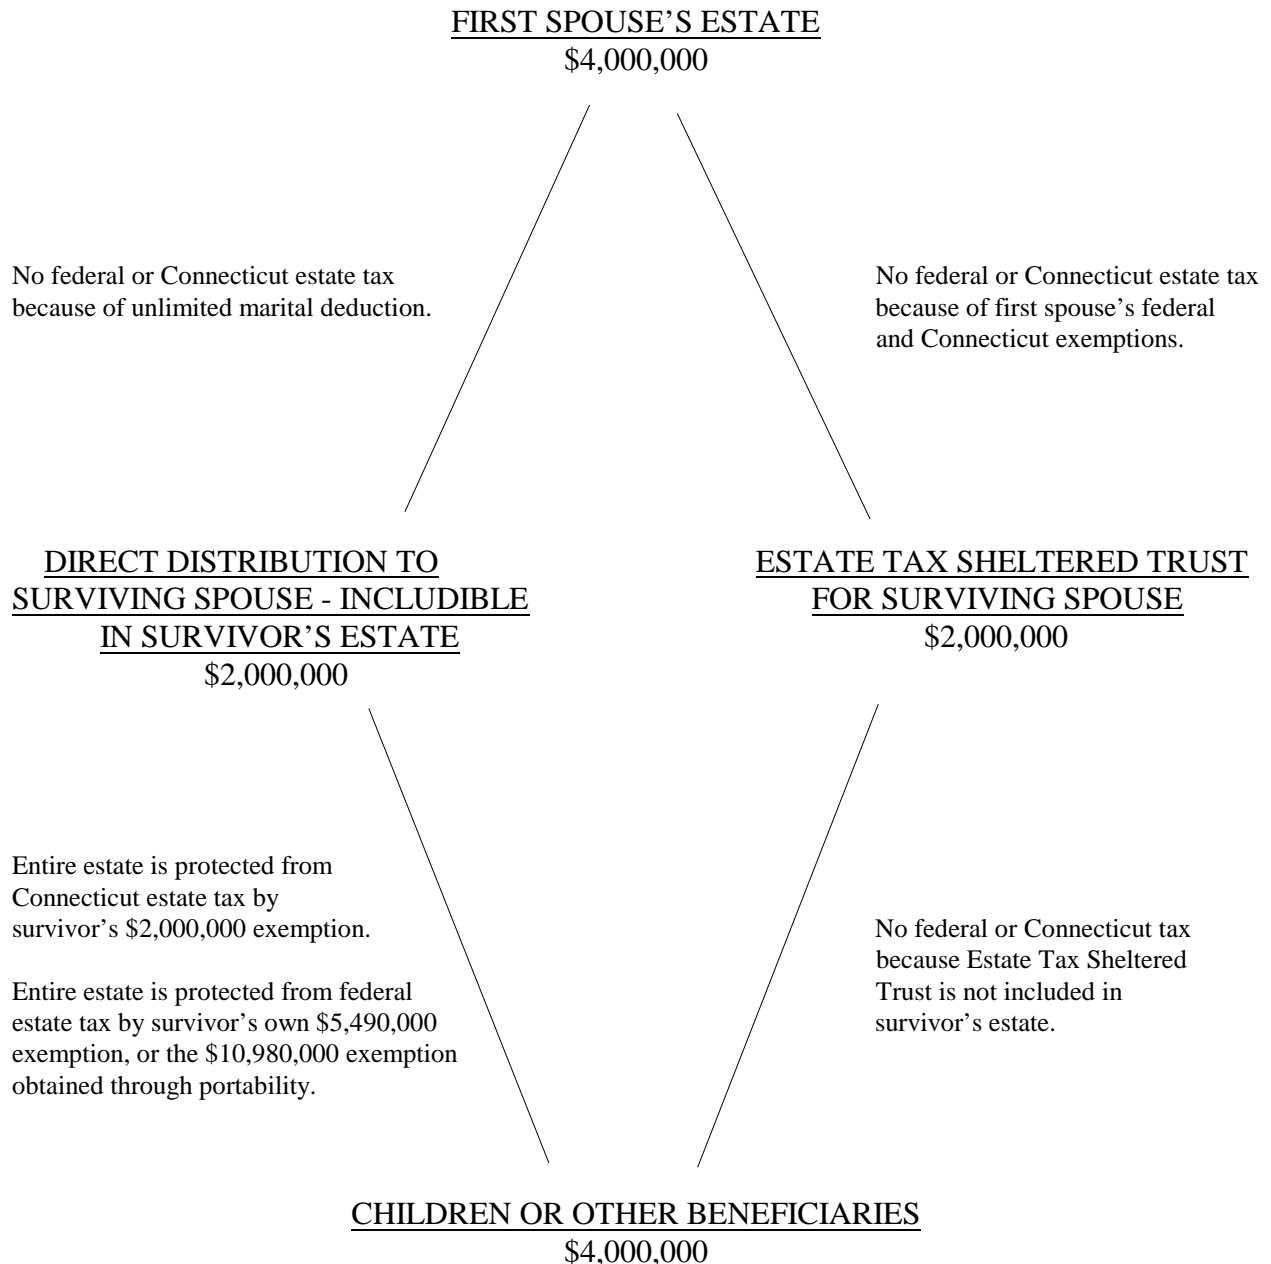 FIRST SPOUSE’S ESTATE
$4,000,000
No federal or Connecticut estate tax
because of unlimited marital deduction.
No federal or Connecticut estate tax
because of first spouse’s federal
and Connecticut exemptions.
DIRECT DISTRIBUTION TO
SURVIVING SPOUSE - INCLUDIBLE
IN SURVIVOR’S ESTATE
$2,000,000
ESTATE TAX SHELTERED TRUST
FOR SURVIVING SPOUSE
$2,000,000
Entire estate is protected from
Connecticut estate tax by
survivor’s $2,000,000 exemption.
Entire estate is protected from federal
estate tax by survivor’s own $5,490,000
exemption, or the $10,980,000 exemption
obtained through portability.
No federal or Connecticut tax
because Estate Tax Sheltered
Trust is not included in
survivor’s estate.
CHILDREN OR OTHER BENEFICIARIES
$4,000,000